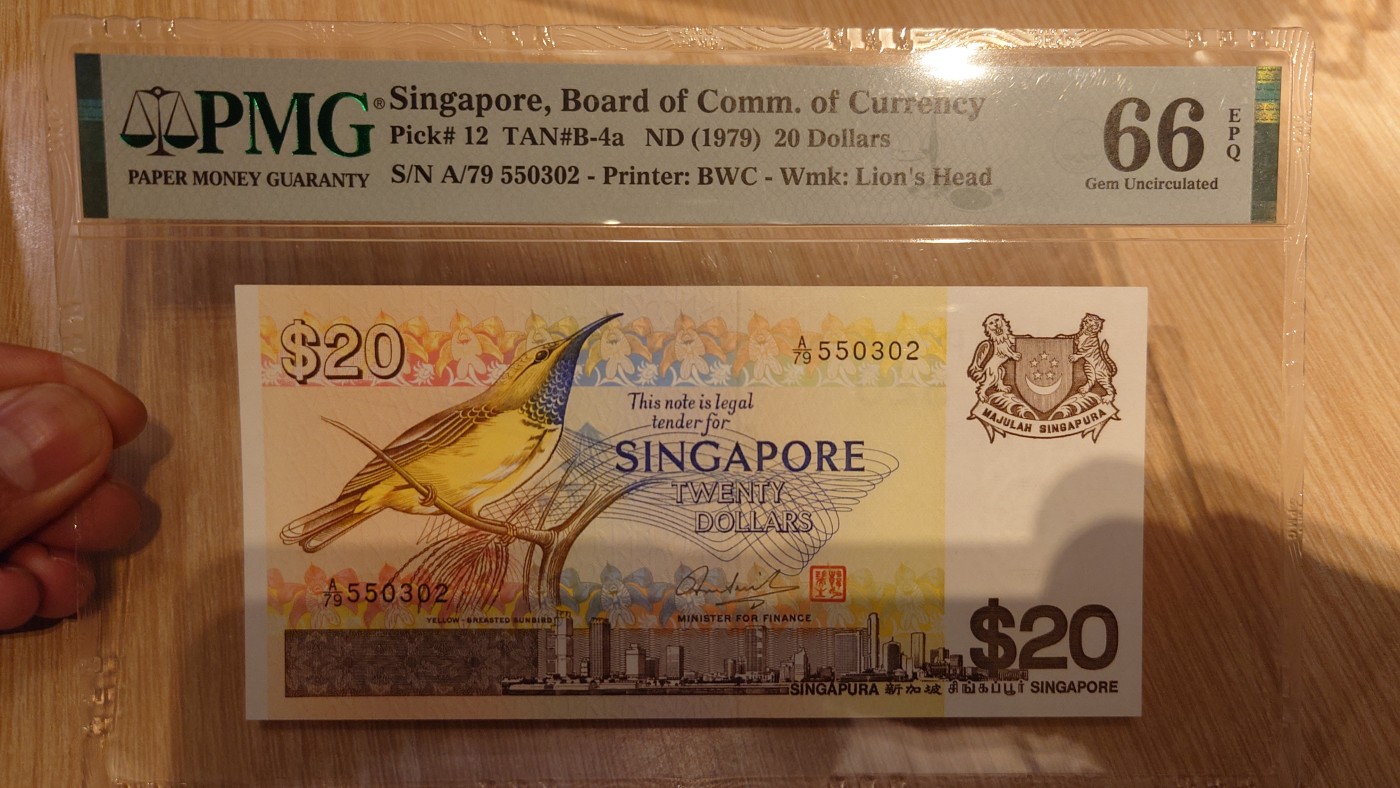 PMG®
PAPER MONEY GUARANTY
Singapore, Board of Comm. of Currency
Pick# 12 TAN#B-4a ND (1979) 20 Dollars
S/N A/79 550302 - Printer: BWC - Wmk: Lion's Head
66
EPQ
Gem Uncirculated
$20
A/79 550302
MAJULAH SINGAPURA
This note is legal
tender for
SINGAPORE
TWENTY
DOLLARS
A/79 550302
YELLOW-BREASTED SUNBIRD
MINISTER FOR FINANCE
$20
SINGAPURA 新加坡 சிங்கப்பூர் SINGAPORE